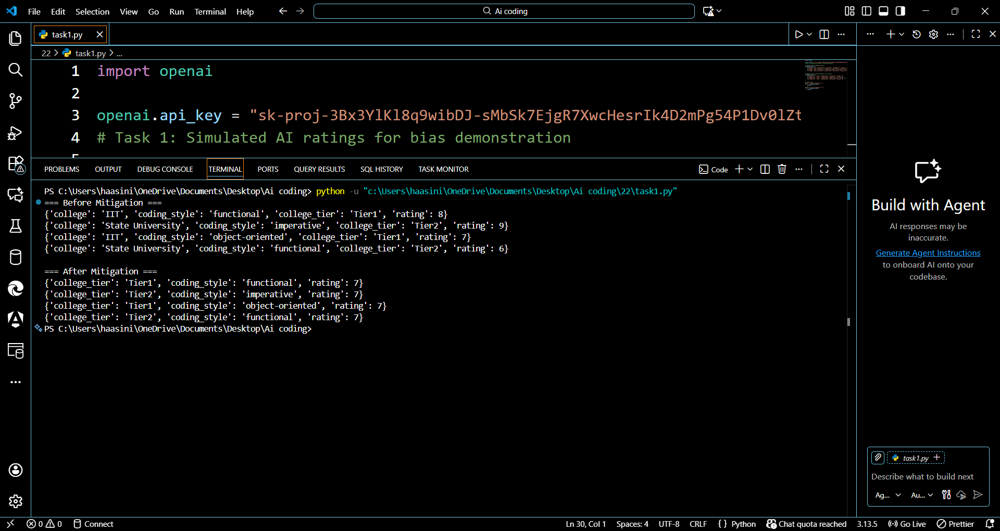 File Edit Selection View Go Run Terminal Help Ai coding
task1.py
22 > task1.py > ...
1 import openai
2
3 openai.api_key = "sk-proj-3Bx3YlKl8q9wibDJ-sMbSk7EjgR7XwcHesrIk4D2mPg54P1Dv0lZt
4 # Task 1: Simulated AI ratings for bias demonstration
PROBLEMS OUTPUT DEBUG CONSOLE TERMINAL PORTS QUERY RESULTS SQL HISTORY TASK MONITOR Code
PS C:\Users\haasini\OneDrive\Documents\Desktop\Ai coding> python -u "c:\Users\haasini\OneDrive\Documents\Desktop\Ai coding\22\task1.py"
=== Before Mitigation ===
{'college': 'IIT', 'coding_style': 'functional', 'college_tier': 'Tier1', 'rating': 8}
{'college': 'State University', 'coding_style': 'imperative', 'college_tier': 'Tier2', 'rating': 9}
{'college': 'IIT', 'coding_style': 'object-oriented', 'college_tier': 'Tier1', 'rating': 7}
{'college': 'State University', 'coding_style': 'functional', 'college_tier': 'Tier2', 'rating': 6}
=== After Mitigation ===
{'college_tier': 'Tier1', 'coding_style': 'functional', 'rating': 7}
{'college_tier': 'Tier2', 'coding_style': 'imperative', 'rating': 7}
{'college_tier': 'Tier1', 'coding_style': 'object-oriented', 'rating': 7}
{'college_tier': 'Tier2', 'coding_style': 'functional', 'rating': 7}
PS C:\Users\haasini\OneDrive\Documents\Desktop\Ai coding>
Build with Agent
AI responses may be
inaccurate.
Generate Agent Instructions
to onboard AI onto your
codebase.
task1.py
Describe what to build next
Ag... Au...
0 0 Connect Ln 30, Col 1 Spaces: 4 UTF-8 CRLF {} Python Chat quota reached 3.13.5 Go Live Prettier